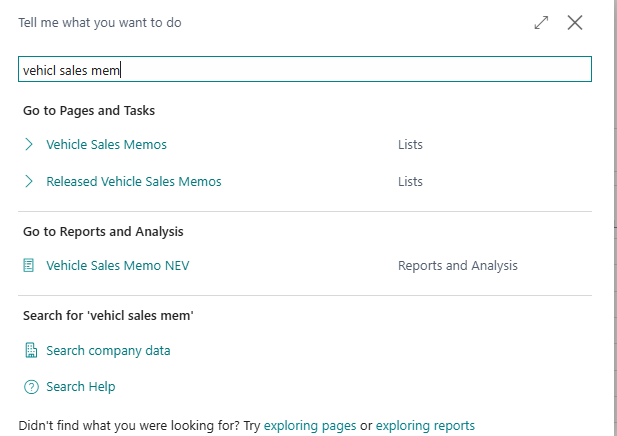 Tell me what you want to do
vehicl sales mem
Go to Pages and Tasks
Vehicle Sales Memos Lists
Released Vehicle Sales Memos Lists
Go to Reports and Analysis
Vehicle Sales Memo NEV Reports and Analysis
Search for 'vehicl sales mem'
Search company data
Search Help
Didn't find what you were looking for? Try exploring pages or exploring reports